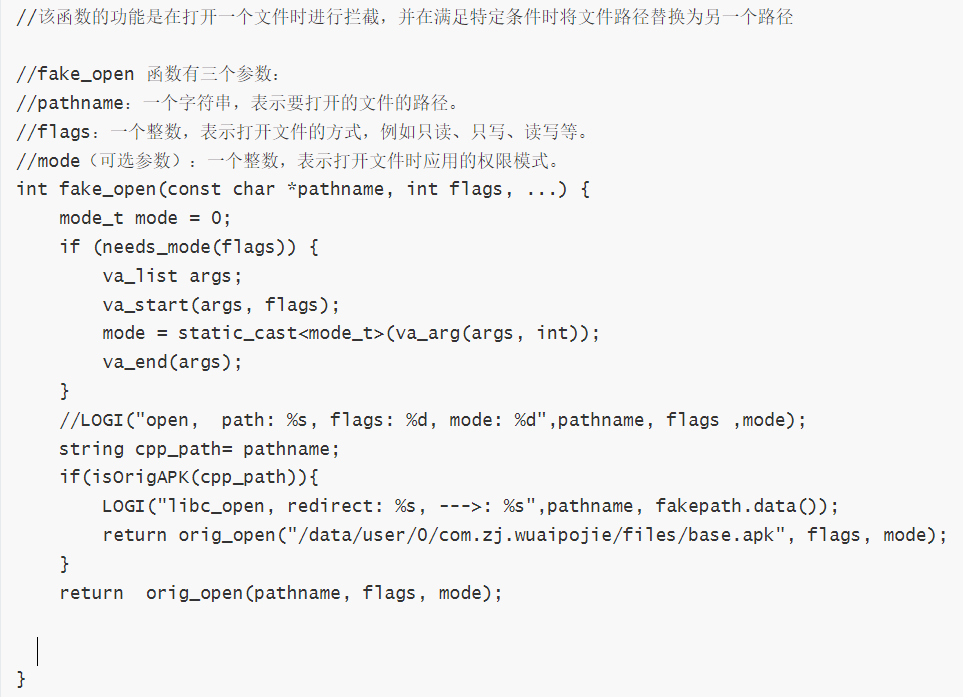 //该函数的功能是在打开一个文件时进行拦截，并在满足特定条件时将文件路径替换为另一个路径
//fake_open 函数有三个参数：
//pathname：一个字符串，表示要打开的文件的路径。
//flags：一个整数，表示打开文件的方式，例如只读、只写、读写等。
//mode（可选参数）：一个整数，表示打开文件时应用的权限模式。
int fake_open(const char *pathname, int flags, ...) {
    mode_t mode = 0;
    if (needs_mode(flags)) {
        va_list args;
        va_start(args, flags);
        mode = static_cast<mode_t>(va_arg(args, int));
        va_end(args);
    }
    //LOGI("open,  path: %s, flags: %d, mode: %d",pathname, flags ,mode);
    string cpp_path= pathname;
    if(isOrigAPK(cpp_path)){
        LOGI("libc_open, redirect: %s, --->: %s",pathname, fakepath.data());
        return orig_open("/data/user/0/com.zj.wuaipojie/files/base.apk", flags, mode);
    }
    return  orig_open(pathname, flags, mode);
}